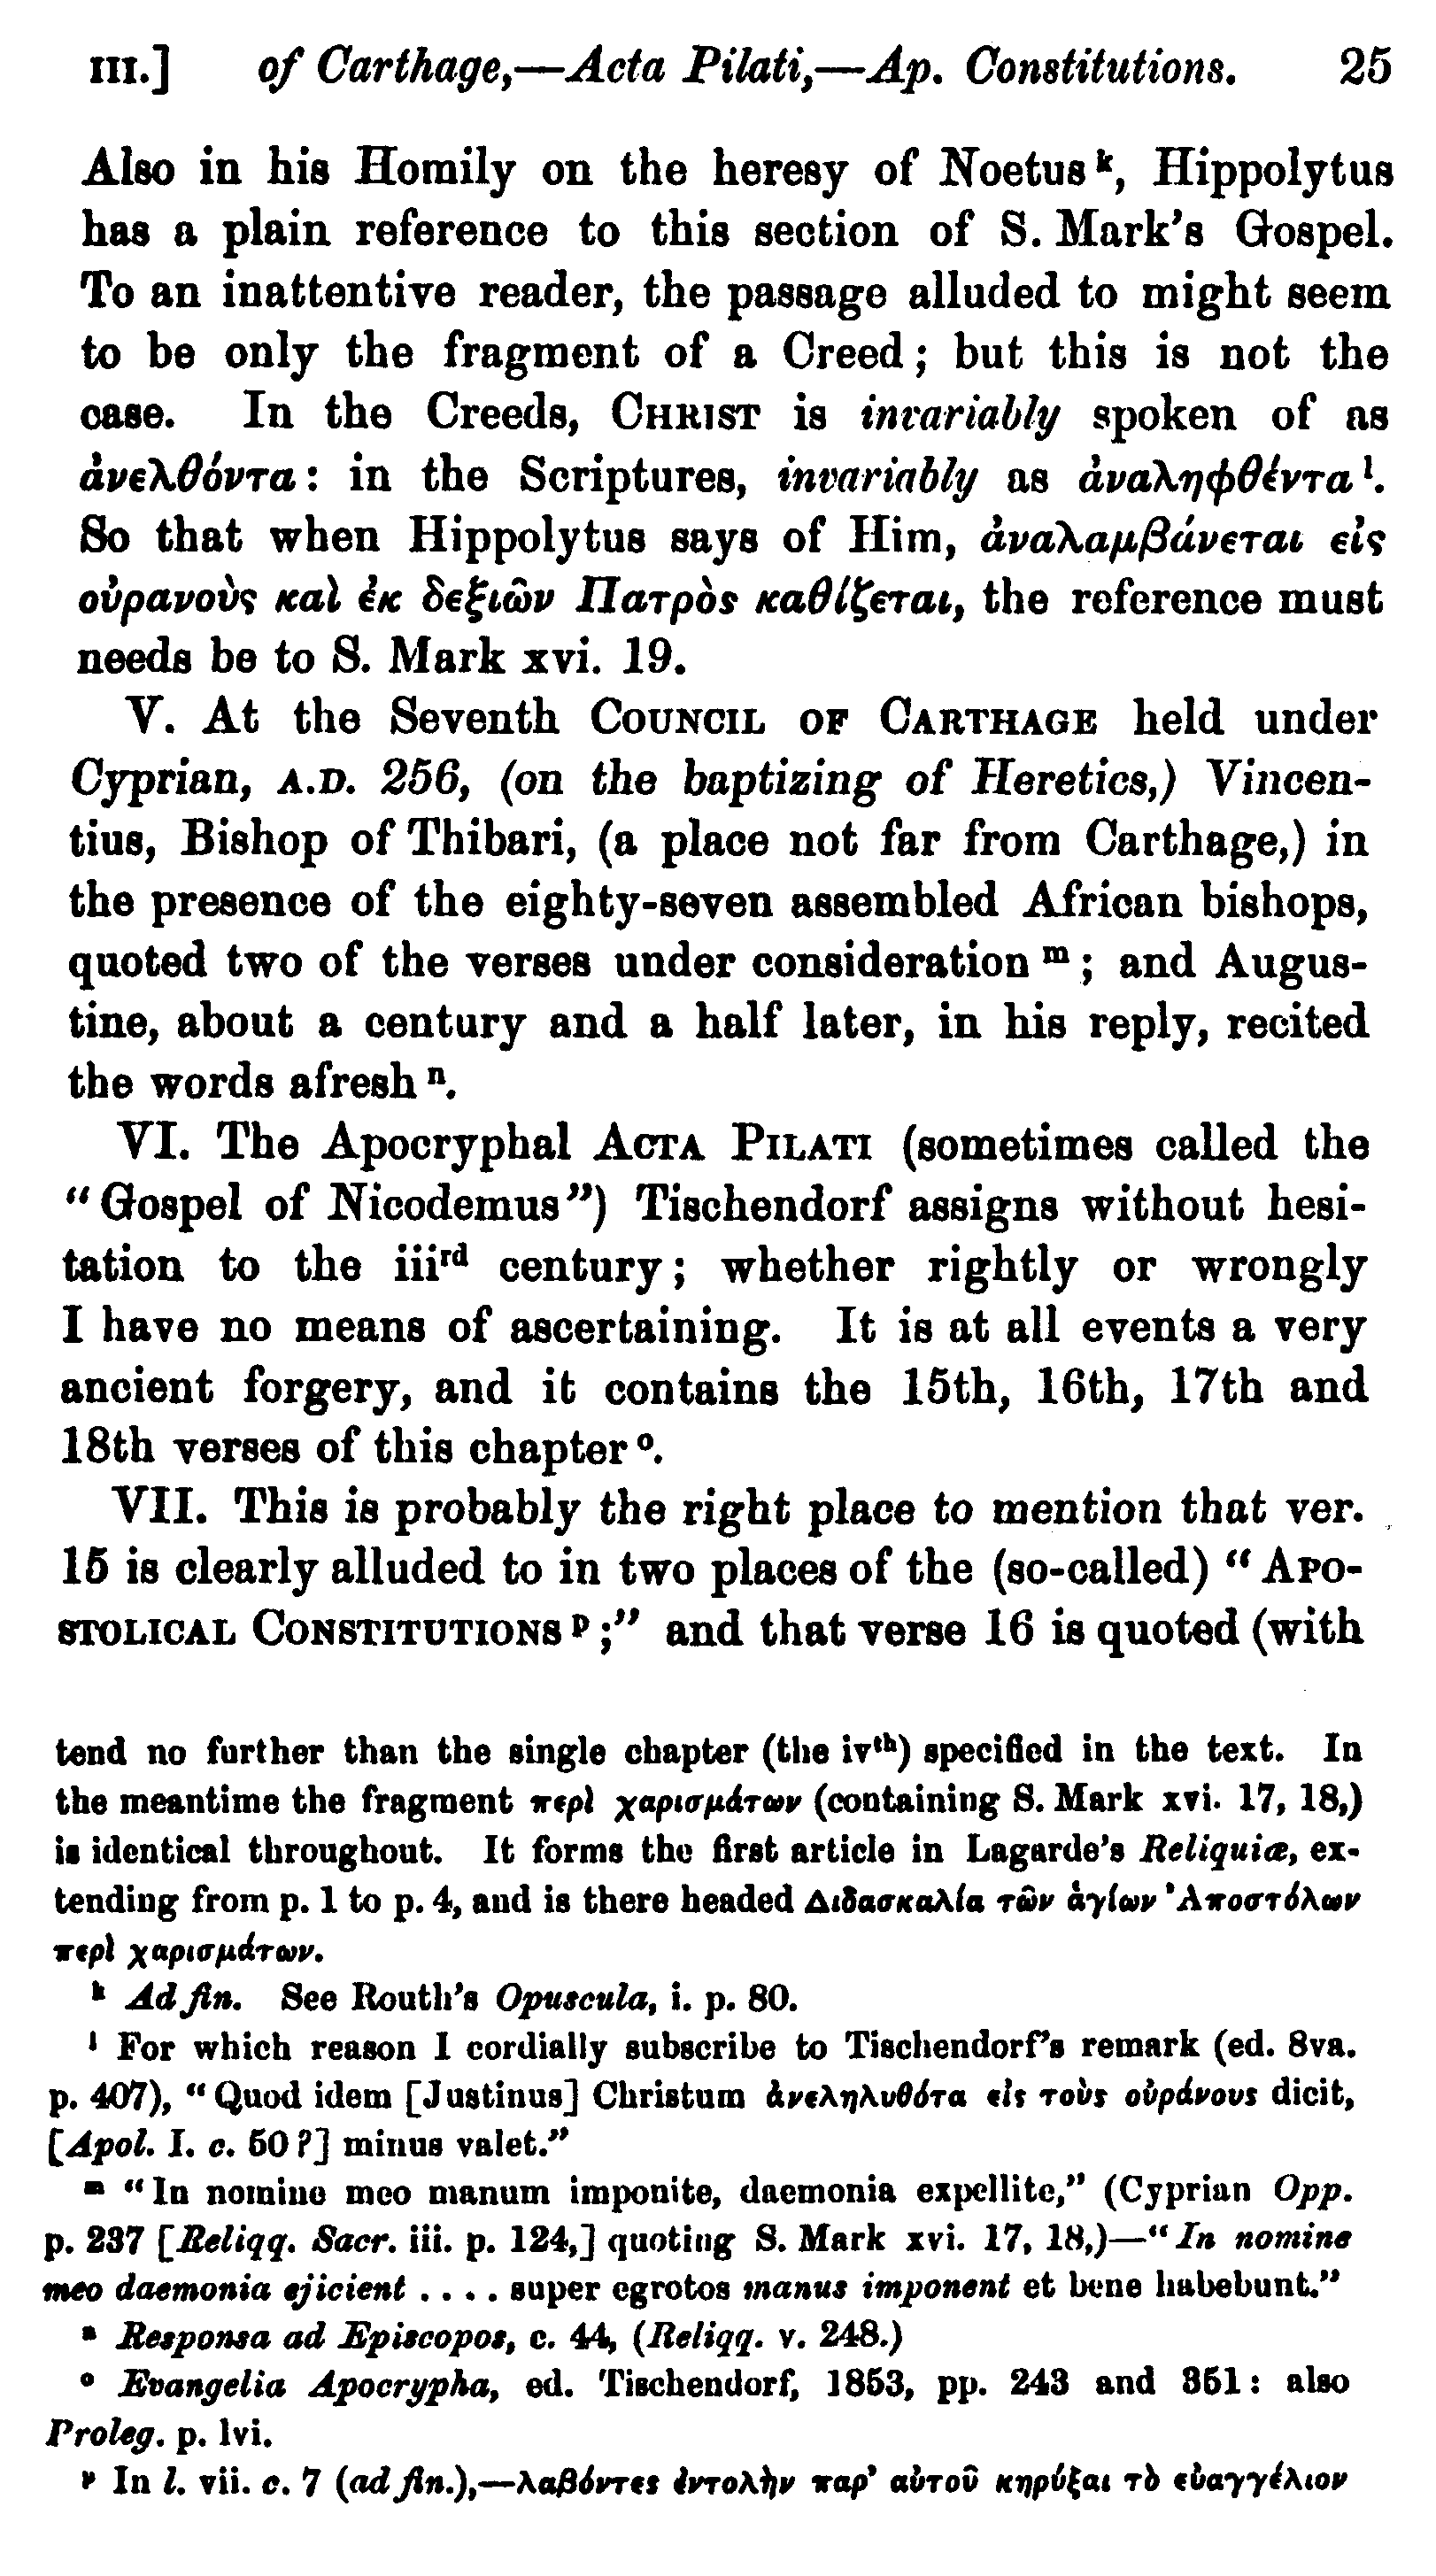 III.] of Carthage,—Acta Pilati,—Ap. Constitutions. 25
Also in his Homily on the heresy of Noetus k, Hippolytus
has a plain reference to this section of S. Mark's Gospel.
To an inattentive reader, the passage alluded to might seem
to be only the fragment of a Creed; but this is not the
case. In the Creeds, CHRIST is invariably spoken of as
ἀνελθόντα: in the Scriptures, invariably as ἀναληφθέντα l.
So that when Hippolytus says of Him, ἀναλαμβάνεται εἰς
οὐρανοὺς καὶ ἐκ δεξιῶν Πατρὸς καθίζεται, the reference must
needs be to S. Mark xvi. 19.
V. At the Seventh COUNCIL OF CARTHAGE held under
Cyprian, A.D. 256, (on the baptizing of Heretics,) Vincen-
tius, Bishop of Thibari, (a place not far from Carthage,) in
the presence of the eighty-seven assembled African bishops,
quoted two of the verses under consideration m; and Augus-
tine, about a century and a half later, in his reply, recited
the words afresh n.
VI. The Apocryphal ACTA PILATI (sometimes called the
"Gospel of Nicodemus") Tischendorf assigns without hesi-
tation to the iiird century; whether rightly or wrongly
I have no means of ascertaining. It is at all events a very
ancient forgery, and it contains the 15th, 16th, 17th and
18th verses of this chapter o.
VII. This is probably the right place to mention that ver.
15 is clearly alluded to in two places of the (so-called) "APO-
STOLICAL CONSTITUTIONS p;" and that verse 16 is quoted (with
tend no further than the single chapter (the ivth) specified in the text. In
the meantime the fragment περὶ χαρισμάτων (containing S. Mark xvi. 17, 18,)
is identical throughout. It forms the first article in Lagarde's Reliquiæ, ex-
tending from p. 1 to p. 4, and is there headed Διδασκαλία τῶν ἁγίων Ἀποστόλων
περὶ χαρισμάτων.
k Ad fin. See Routh's Opuscula, i. p. 80.
l For which reason I cordially subscribe to Tischendorf's remark (ed. 8va.
p. 407), "Quod idem [Justinus] Christum ἀνεληλυθότα εἰς τοὺς οὐράνους dicit,
[Apol. I. c. 50?] minus valet."
m "In nomine meo manum imponite, daemonia expellite," (Cyprian Opp.
p. 237 [Reliqq. Sacr. iii. p. 124,] quoting S. Mark xvi. 17, 18,)—"In nomine
meo daemonia ejicient .... super egrotos manus imponent et bene habebunt."
n Responsa ad Episcopos, c. 44, (Reliqq. v. 248.)
o Evangelia Apocrypha, ed. Tischendorf, 1853, pp. 243 and 351: also
Proleg. p. lvi.
p In l. vii. c. 7 (ad fin.),—λαβόντες ἐντολὴν παρ' αὐτοῦ κηρύξαι τὸ εὐαγγέλιον